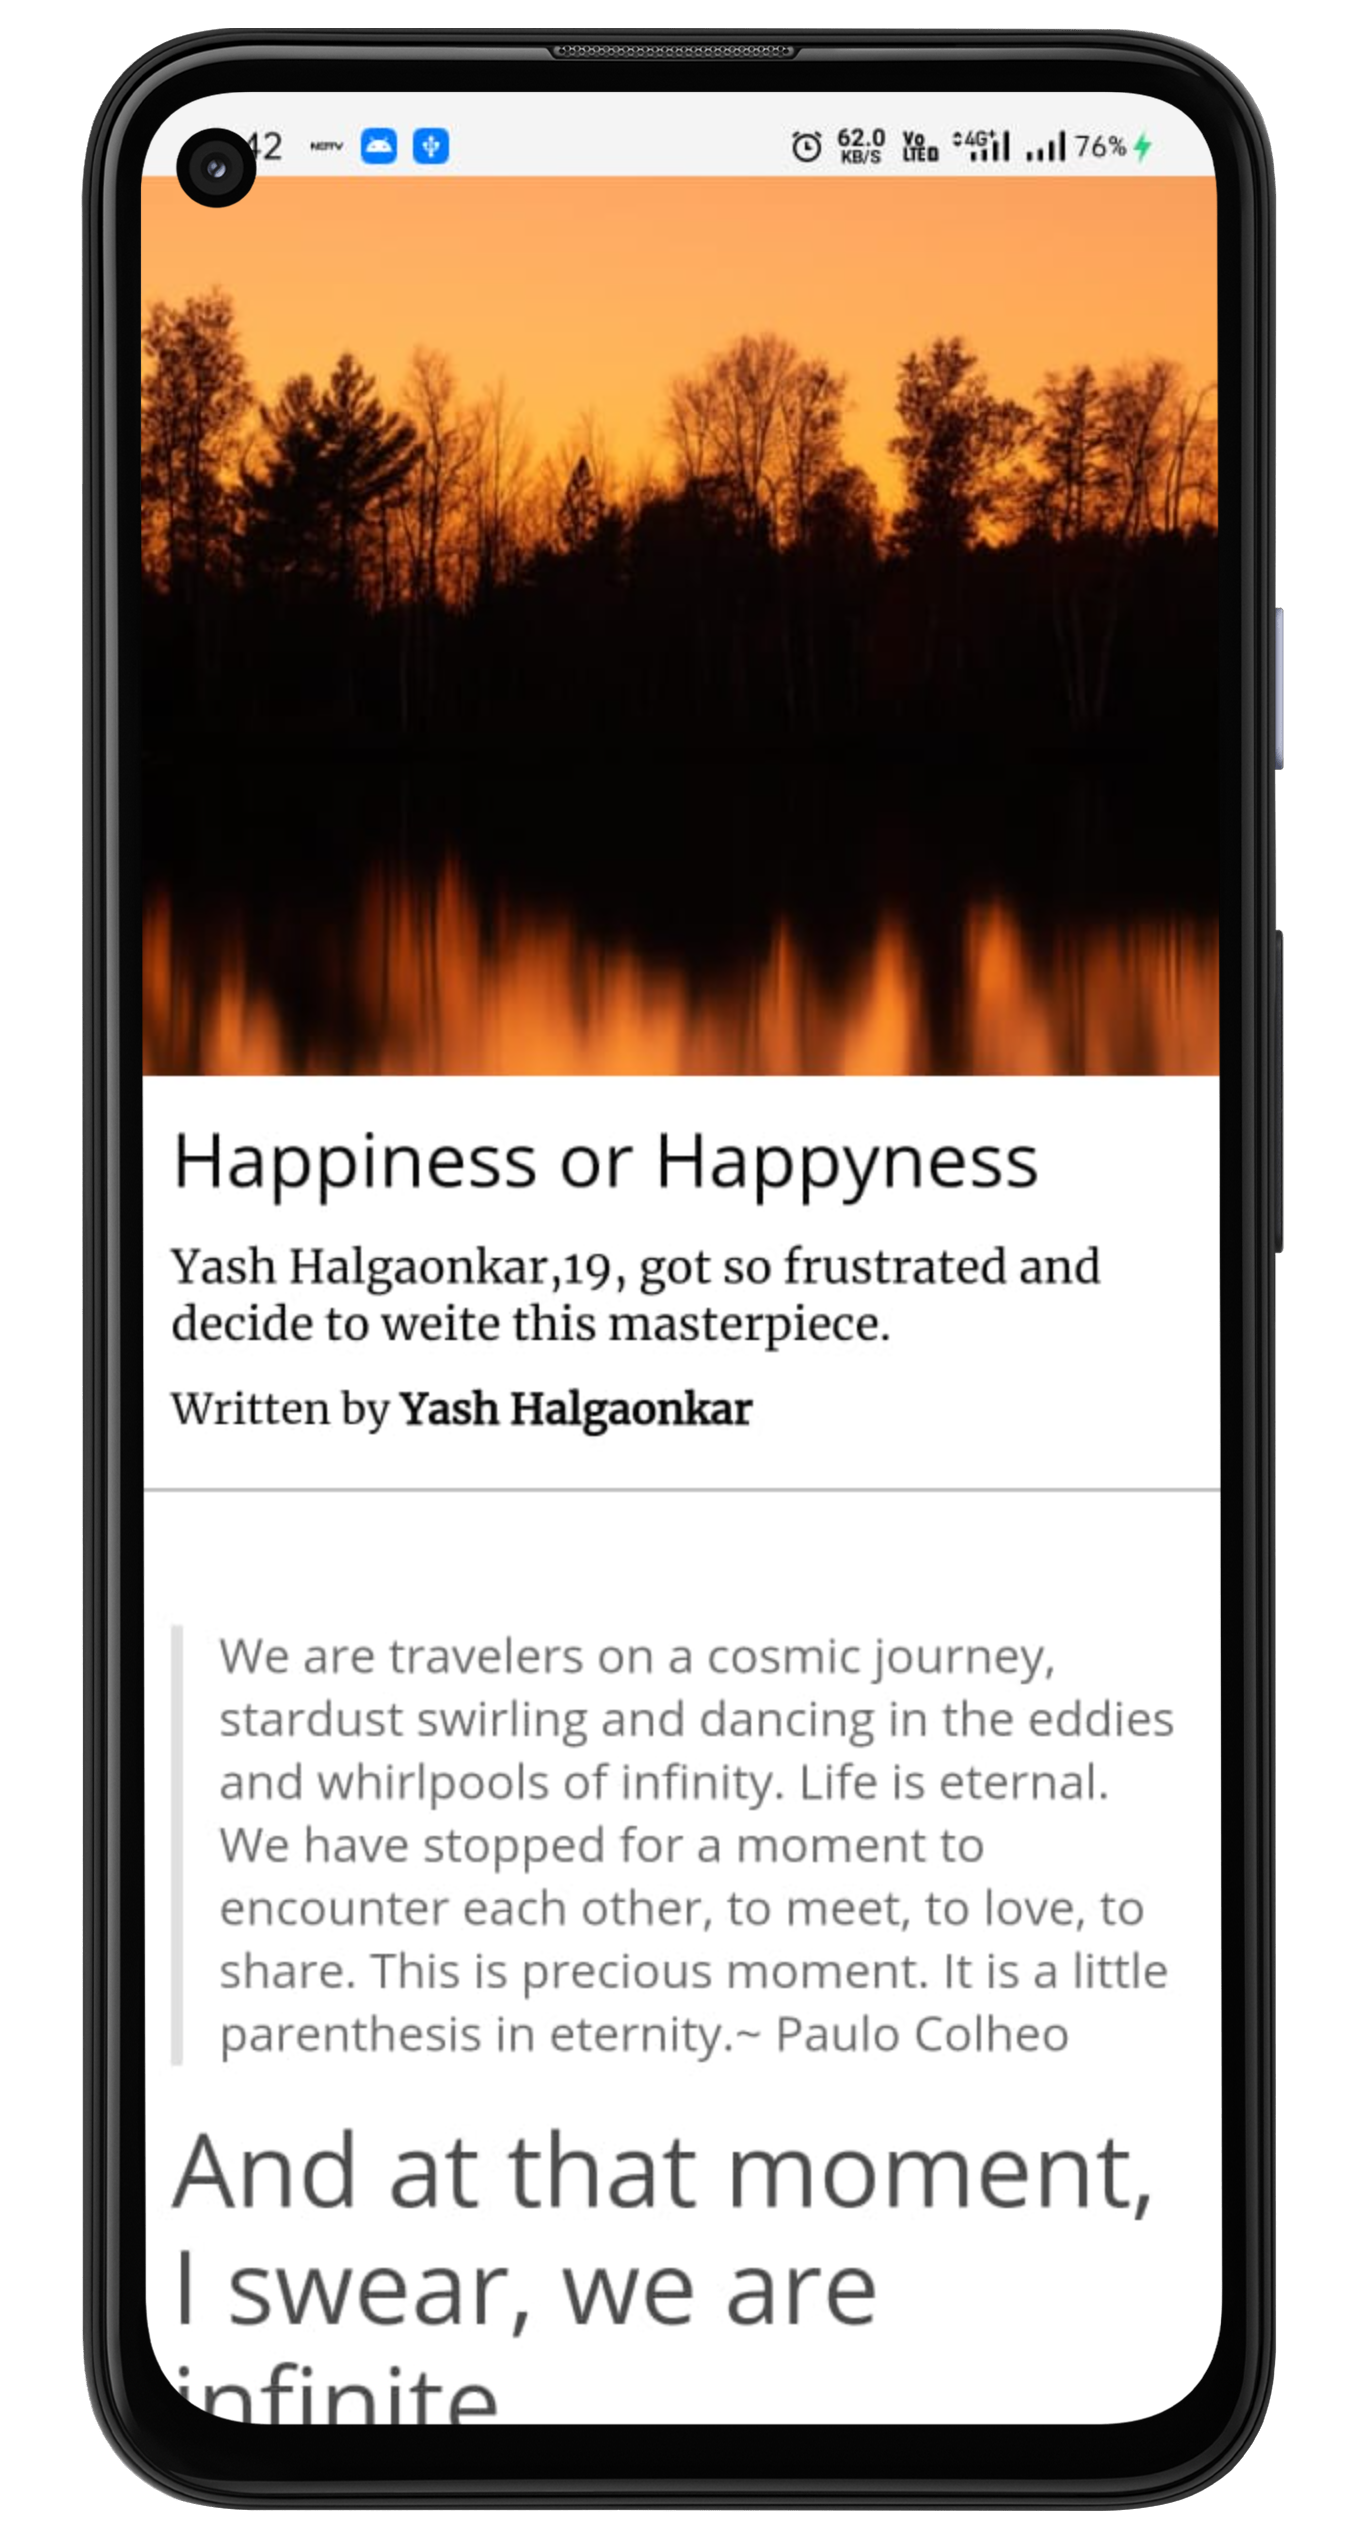 42 NDTV 62.0 KB/S Vo LTE 4G+ 76%
Happiness or Happyness
Yash Halgaonkar,19, got so frustrated and
decide to weite this masterpiece.
Written by Yash Halgaonkar
We are travelers on a cosmic journey,
stardust swirling and dancing in the eddies
and whirlpools of infinity. Life is eternal.
We have stopped for a moment to
encounter each other, to meet, to love, to
share. This is precious moment. It is a little
parenthesis in eternity.~ Paulo Colheo
And at that moment,
I swear, we are
infinite